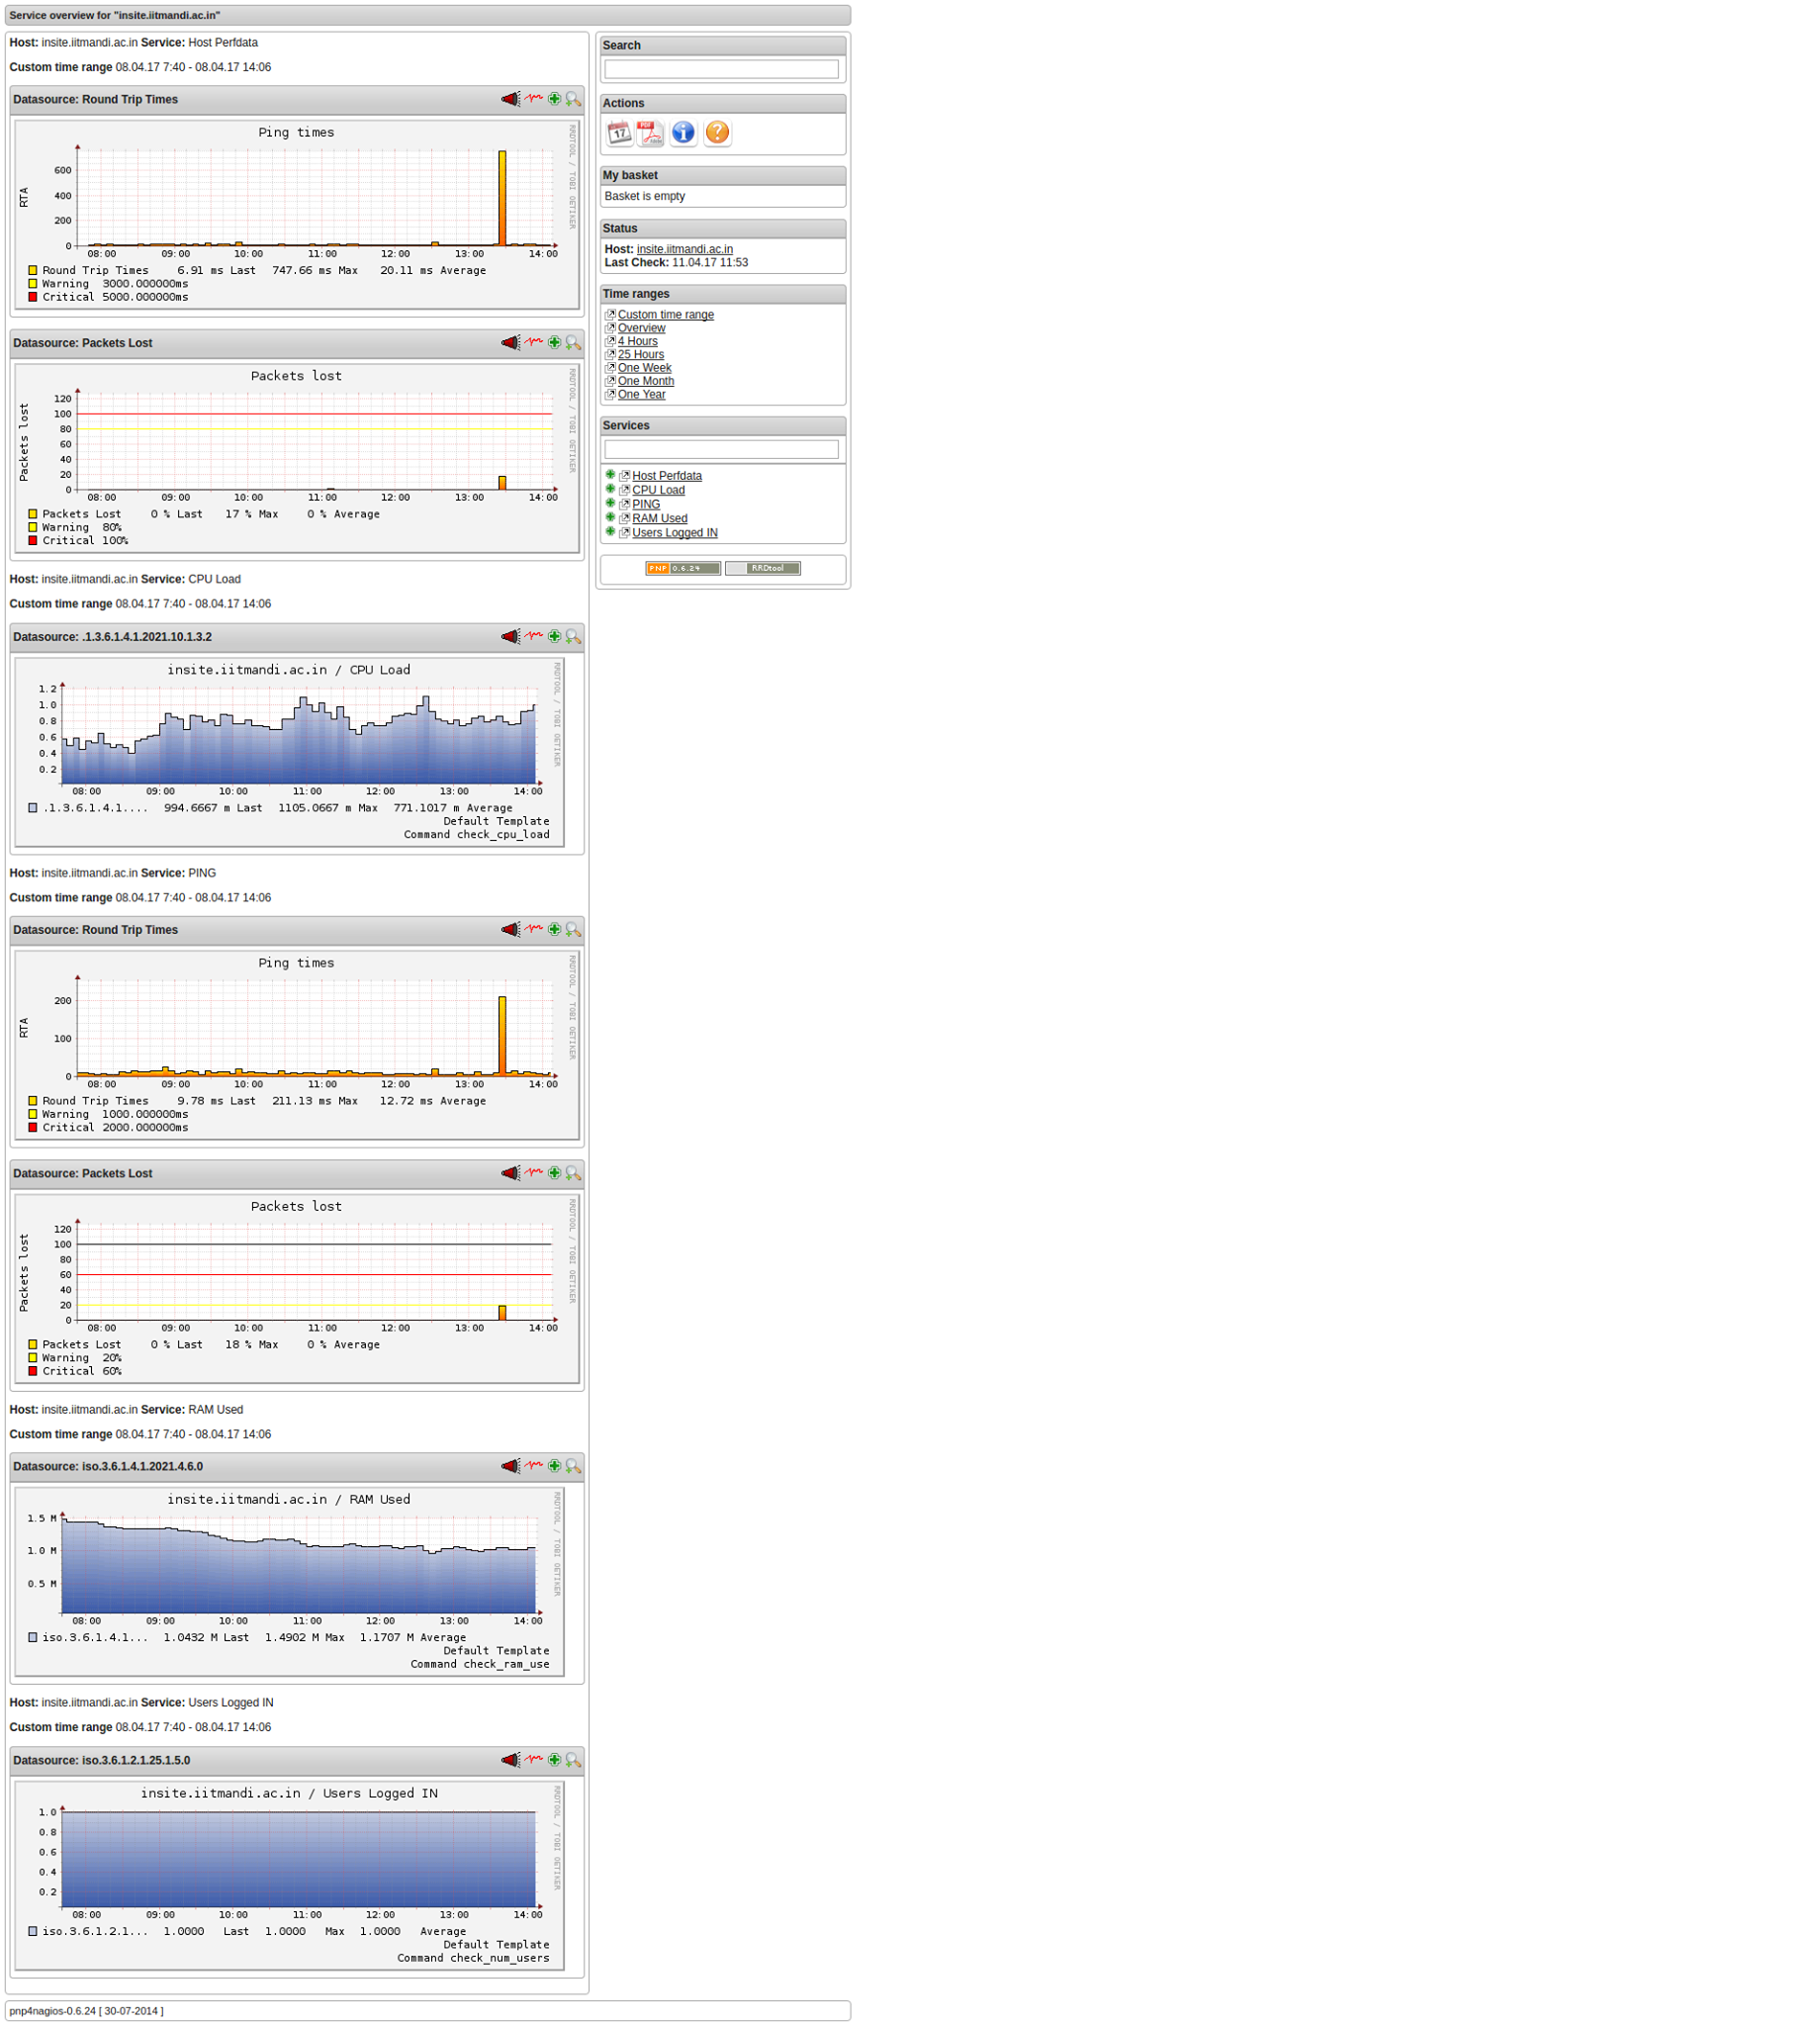 Service overview for "insite.iitmandi.ac.in"
Host: insite.iitmandi.ac.in Service: Host Perfdata
Custom time range 08.04.17 7:40 - 08.04.17 14:06
Datasource: Round Trip Times
Ping times
RRDTOOL / TOBI OETIKER
RTA
600
400
200
0
08:00 09:00 10:00 11:00 12:00 13:00 14:00
Round Trip Times 6.91 ms Last 747.66 ms Max 20.11 ms Average
Warning 3000.000000ms
Critical 5000.000000ms
Datasource: Packets Lost
Packets lost
RRDTOOL / TOBI OETIKER
Packets lost
120
100
80
60
40
20
0
08:00 09:00 10:00 11:00 12:00 13:00 14:00
Packets Lost 0 % Last 17 % Max 0 % Average
Warning 80%
Critical 100%
Host: insite.iitmandi.ac.in Service: CPU Load
Custom time range 08.04.17 7:40 - 08.04.17 14:06
Datasource: .1.3.6.1.4.1.2021.10.1.3.2
insite.iitmandi.ac.in / CPU Load
RRDTOOL / TOBI OETIKER
1.2
1.0
0.8
0.6
0.4
0.2
08:00 09:00 10:00 11:00 12:00 13:00 14:00
.1.3.6.1.4.1.... 994.6667 m Last 1105.0667 m Max 771.1017 m Average
Default Template
Command check_cpu_load
Host: insite.iitmandi.ac.in Service: PING
Custom time range 08.04.17 7:40 - 08.04.17 14:06
Datasource: Round Trip Times
Ping times
RRDTOOL / TOBI OETIKER
RTA
200
100
0
08:00 09:00 10:00 11:00 12:00 13:00 14:00
Round Trip Times 9.78 ms Last 211.13 ms Max 12.72 ms Average
Warning 1000.000000ms
Critical 2000.000000ms
Datasource: Packets Lost
Packets lost
RRDTOOL / TOBI OETIKER
Packets lost
120
100
80
60
40
20
0
08:00 09:00 10:00 11:00 12:00 13:00 14:00
Packets Lost 0 % Last 18 % Max 0 % Average
Warning 20%
Critical 60%
Host: insite.iitmandi.ac.in Service: RAM Used
Custom time range 08.04.17 7:40 - 08.04.17 14:06
Datasource: iso.3.6.1.4.1.2021.4.6.0
insite.iitmandi.ac.in / RAM Used
RRDTOOL / TOBI OETIKER
1.5 M
1.0 M
0.5 M
08:00 09:00 10:00 11:00 12:00 13:00 14:00
iso.3.6.1.4.1... 1.0432 M Last 1.4902 M Max 1.1707 M Average
Default Template
Command check_ram_use
Host: insite.iitmandi.ac.in Service: Users Logged IN
Custom time range 08.04.17 7:40 - 08.04.17 14:06
Datasource: iso.3.6.1.2.1.25.1.5.0
insite.iitmandi.ac.in / Users Logged IN
RRDTOOL / TOBI OETIKER
1.0
0.8
0.6
0.4
0.2
08:00 09:00 10:00 11:00 12:00 13:00 14:00
iso.3.6.1.2.1... 1.0000 Last 1.0000 Max 1.0000 Average
Default Template
Command check_num_users
Search
Actions
17
PDF
My basket
Basket is empty
Status
Host: insite.iitmandi.ac.in
Last Check: 11.04.17 11:53
Time ranges
Custom time range
Overview
4 Hours
25 Hours
One Week
One Month
One Year
Services
Host Perfdata
CPU Load
PING
RAM Used
Users Logged IN
PNP 0.6.24 RRDtool
pnp4nagios-0.6.24 [ 30-07-2014 ]